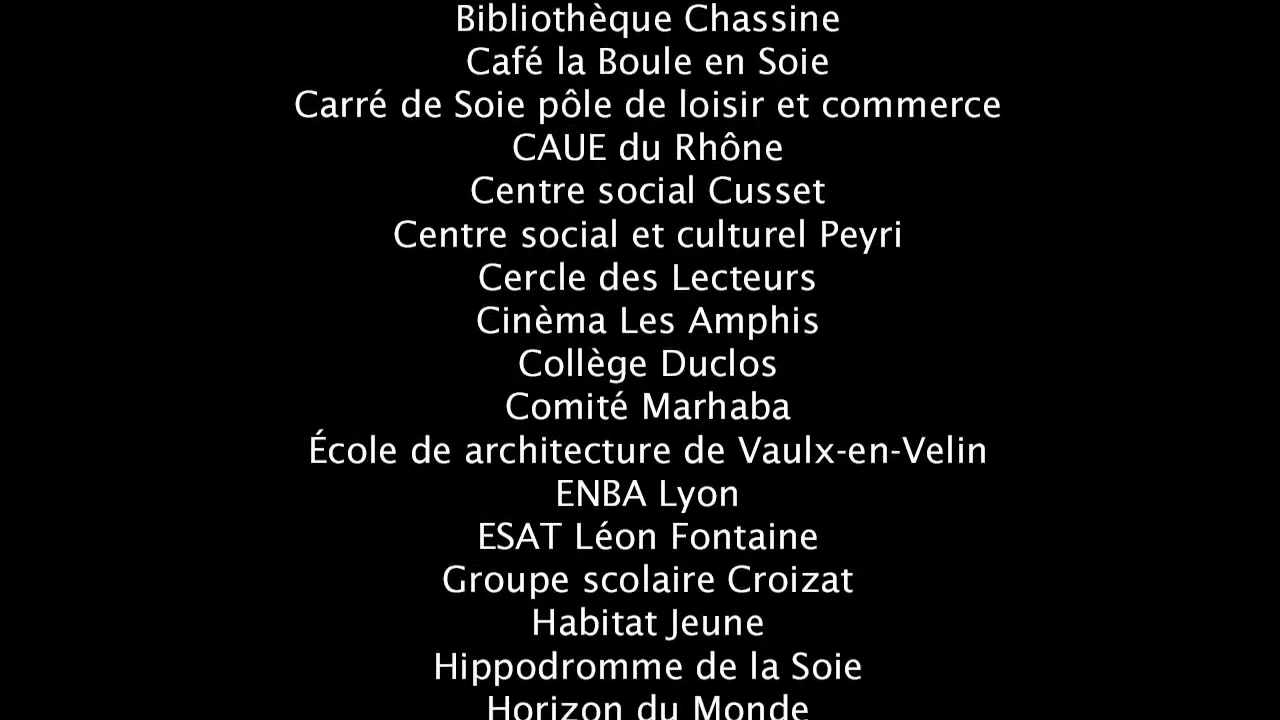 Bibliothèque Chassine
Café la Boule en Soie
Carré de Soie pôle de loisir et commerce
CAUE du Rhône
Centre social Cusset
Centre social et culturel Peyri
Cercle des Lecteurs
Cinèma Les Amphis
Collège Duclos
Comité Marhaba
École de architecture de Vaulx-en-Velin
ENBA Lyon
ESAT Léon Fontaine
Groupe scolaire Croizat
Habitat Jeune
Hippodromme de la Soie
Horizon du Monde